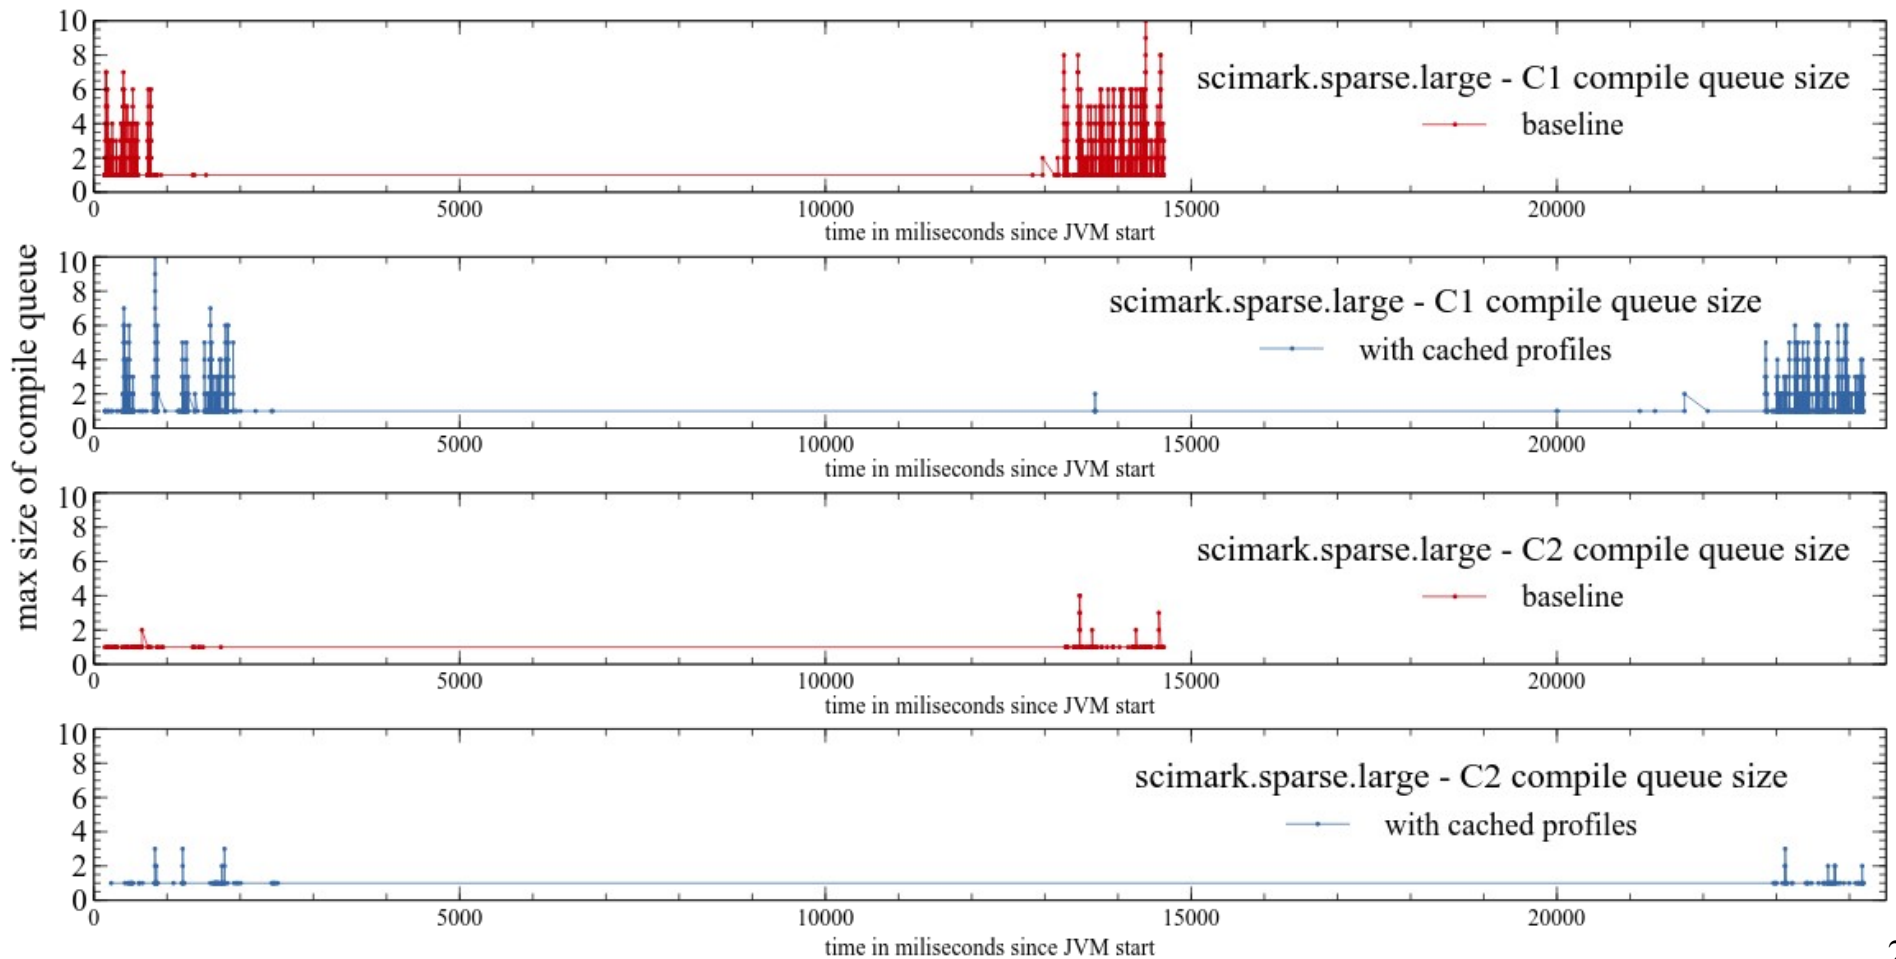 max size of compile queue
10
8
6
4
2
0
scimark.sparse.large - C1 compile queue size
baseline
0 5000 10000 15000 20000
time in miliseconds since JVM start
10
8
6
4
2
0
scimark.sparse.large - C1 compile queue size
with cached profiles
0 5000 10000 15000 20000
time in miliseconds since JVM start
10
8
6
4
2
0
scimark.sparse.large - C2 compile queue size
baseline
0 5000 10000 15000 20000
time in miliseconds since JVM start
10
8
6
4
2
0
scimark.sparse.large - C2 compile queue size
with cached profiles
0 5000 10000 15000 20000
time in miliseconds since JVM start